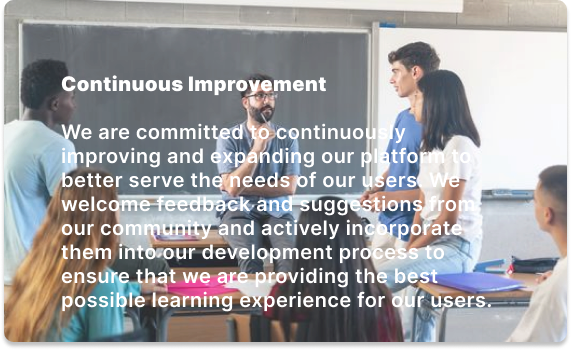 Continuous Improvement
We are committed to continuously
improving and expanding our platform to
better serve the needs of our users. We
welcome feedback and suggestions from
our community and actively incorporate
them into our development process to
ensure that we are providing the best
possible learning experience for our users.